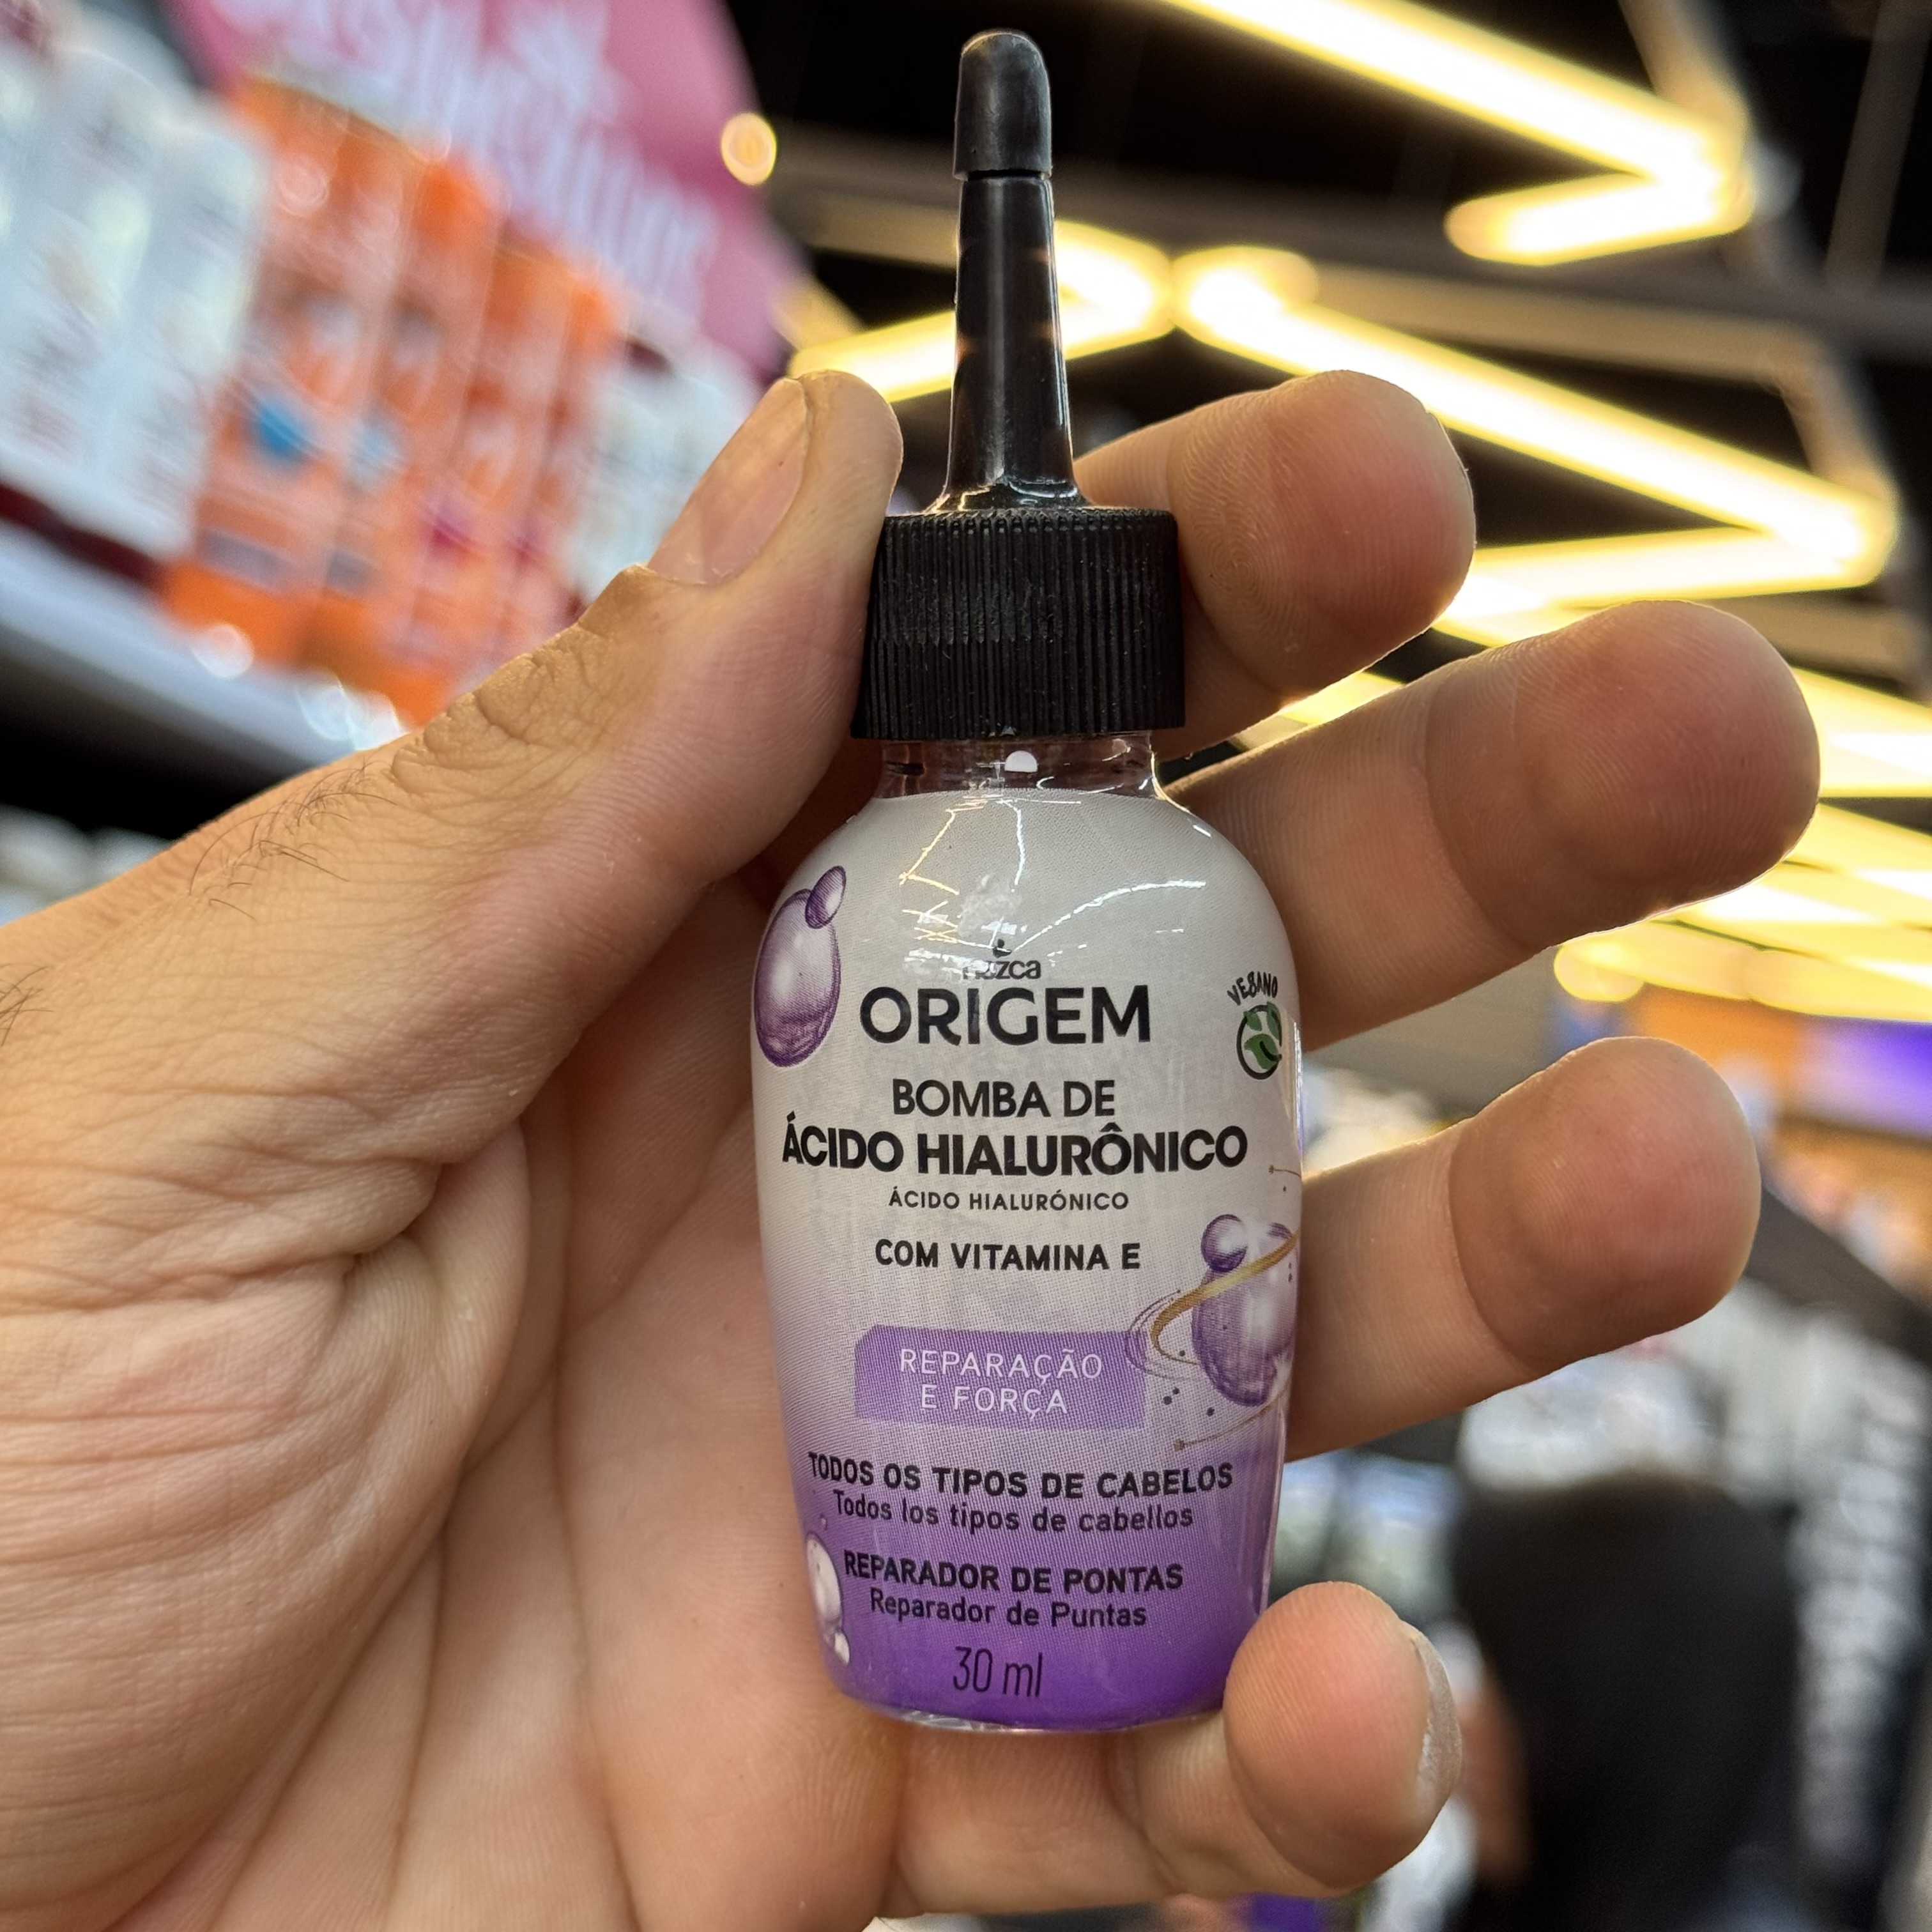 nazca
ORIGEM
VEGANO
BOMBA DE
ÁCIDO HIALURÔNICO
ÁCIDO HIALURÓNICO
COM VITAMINA E
REPARAÇÃO
E FORÇA
TODOS OS TIPOS DE CABELOS
Todos los tipos de cabellos
REPARADOR DE PONTAS
Reparador de Puntas
30 ml